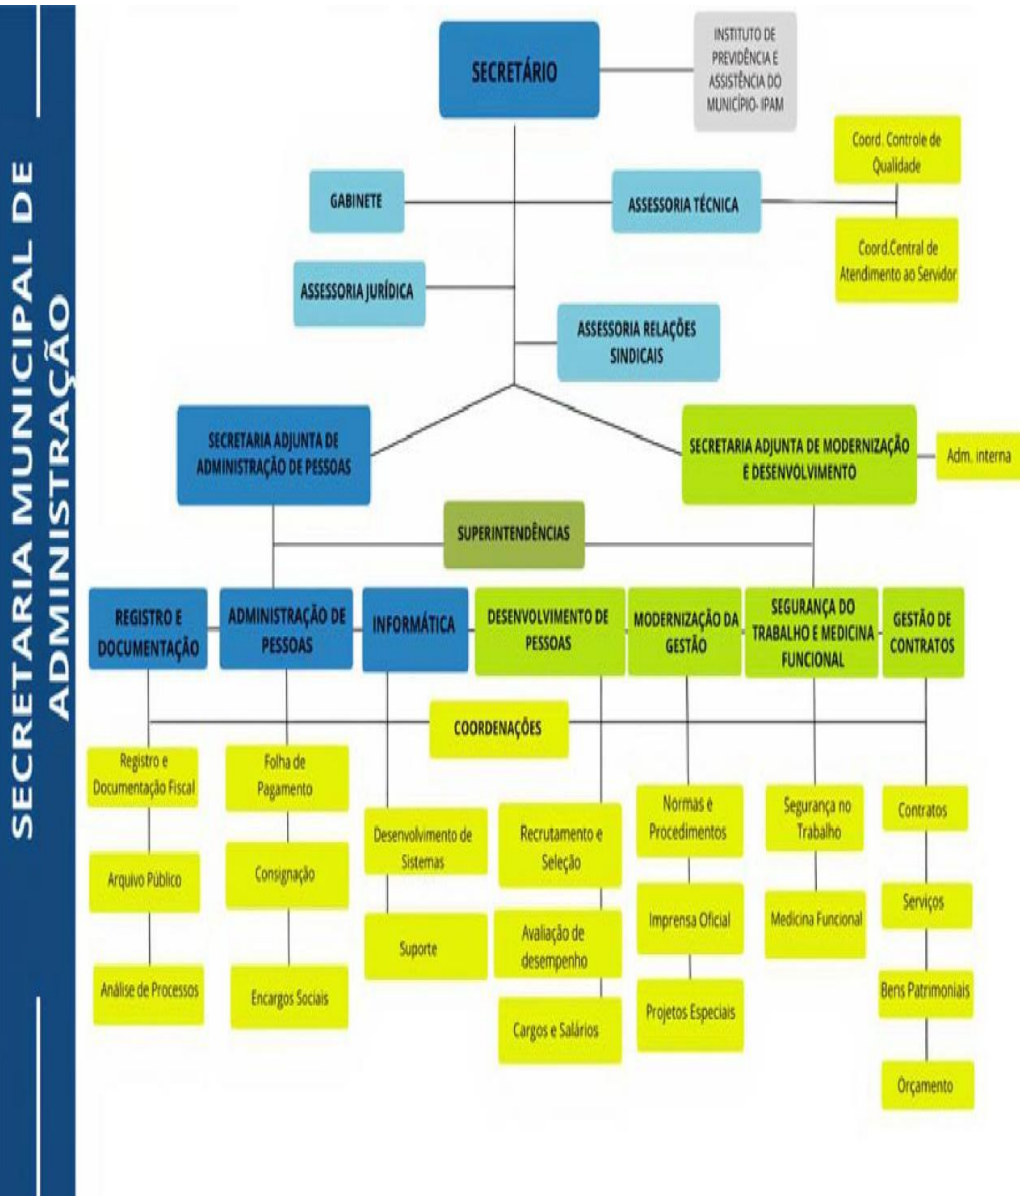 SECRETARIA MUNICIPAL DE
ADMINISTRAÇÃO
SECRETÁRIO
INSTITUTO DE
PREVIDÊNCIA E
ASSISTÊNCIA DO
MUNICÍPIO- IPAM
Coord. Controle de
Qualidade
GABINETE
ASSESSORIA TÉCNICA
Coord.Central de
Atendimento ao Servidor
ASSESSORIA JURÍDICA
ASSESSORIA RELAÇÕES
SINDICAIS
SECRETARIA ADJUNTA DE
ADMINISTRAÇÃO DE PESSOAS
SECRETARIA ADJUNTA DE MODERNIZAÇÃO
E DESENVOLVIMENTO
Adm. interna
SUPERINTENDÊNCIAS
REGISTRO E
DOCUMENTAÇÃO
ADMINISTRAÇÃO DE
PESSOAS
INFORMÁTICA
DESENVOLVIMENTO DE
PESSOAS
MODERNIZAÇÃO DA
GESTÃO
SEGURANÇA DO
TRABALHO E MEDICINA
FUNCIONAL
GESTÃO DE
CONTRATOS
COORDENAÇÕES
Registro e
Documentação Fiscal
Folha de
Pagamento
Desenvolvimento de
Sistemas
Recrutamento e
Seleção
Normas e
Procedimentos
Segurança no
Trabalho
Contratos
Arquivo Público
Consignação
Suporte
Avaliação de
desempenho
Imprensa Oficial
Medicina Funcional
Serviços
Análise de Processos
Encargos Sociais
Cargos e Salários
Projetos Especiais
Bens Patrimoniais
Orçamento